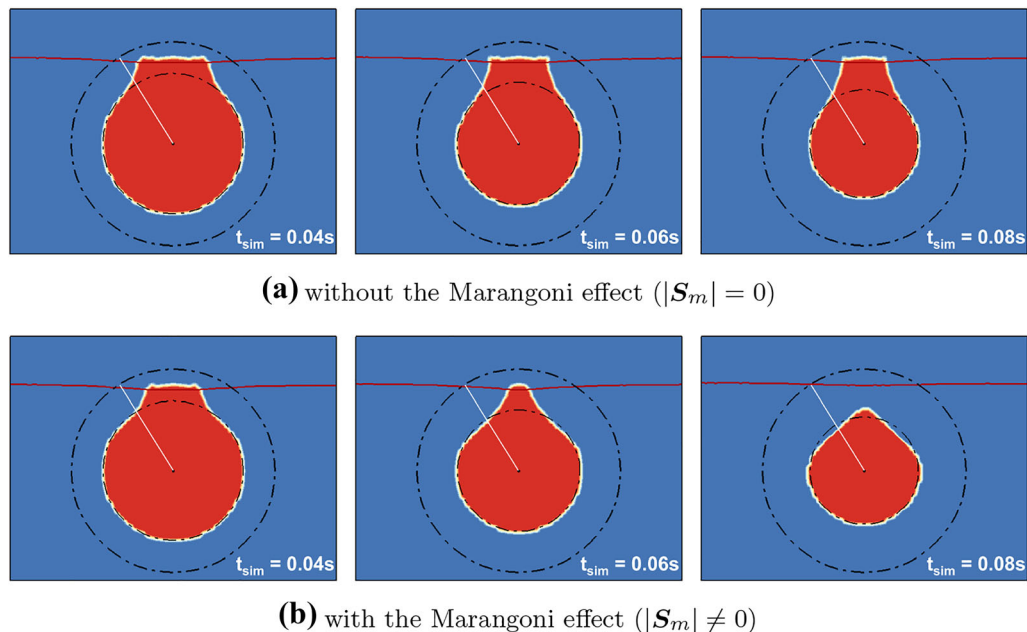 t_sim = 0.04s t_sim = 0.06s t_sim = 0.08s
(a) without the Marangoni effect (|S_m| = 0)
t_sim = 0.04s t_sim = 0.06s t_sim = 0.08s
(b) with the Marangoni effect (|S_m| ≠ 0)